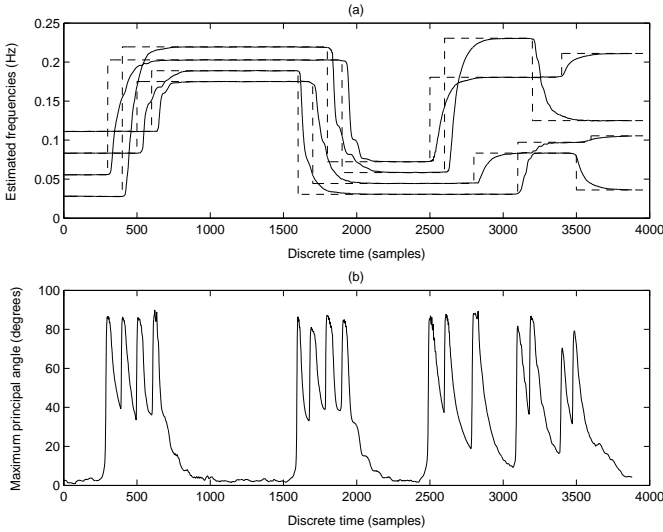 (a)
Estimated frequencies (Hz)
0.25
0.2
0.15
0.1
0.05
0
0 500 1000 1500 2000 2500 3000 3500 4000
Discrete time (samples)
(b)
Maximum principal angle (degrees)
100
80
60
40
20
0
0 500 1000 1500 2000 2500 3000 3500 4000
Discrete time (samples)